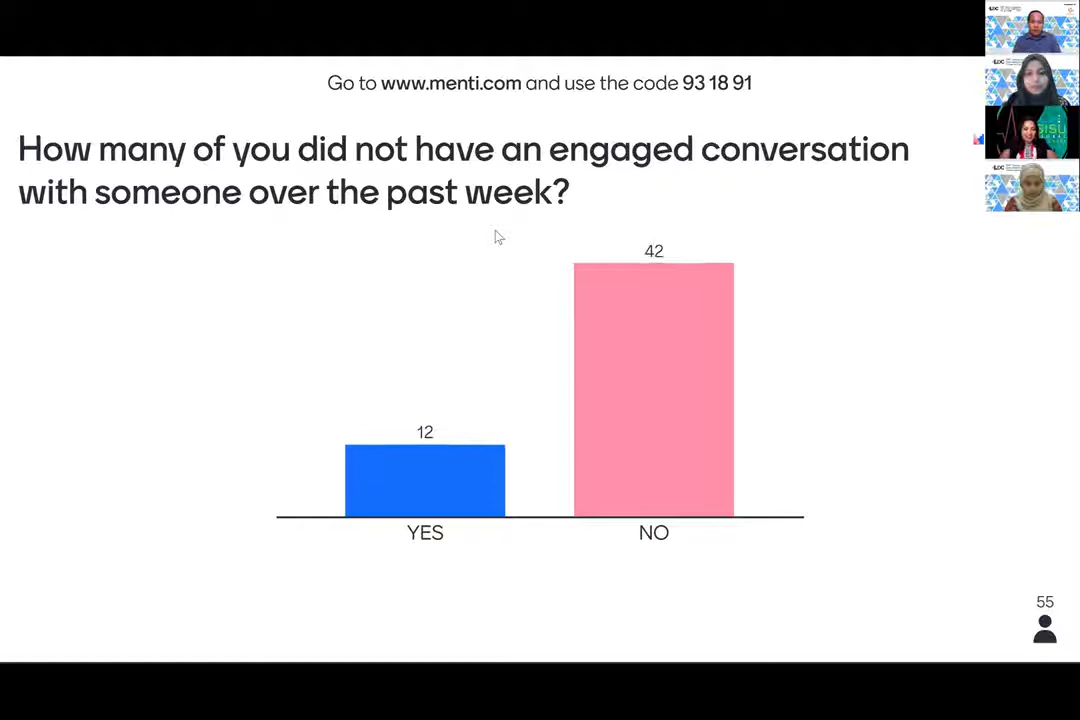 Go to www.menti.com and use the code 93 18 91
How many of you did not have an engaged conversation
with someone over the past week?
42
12
YES
NO
55